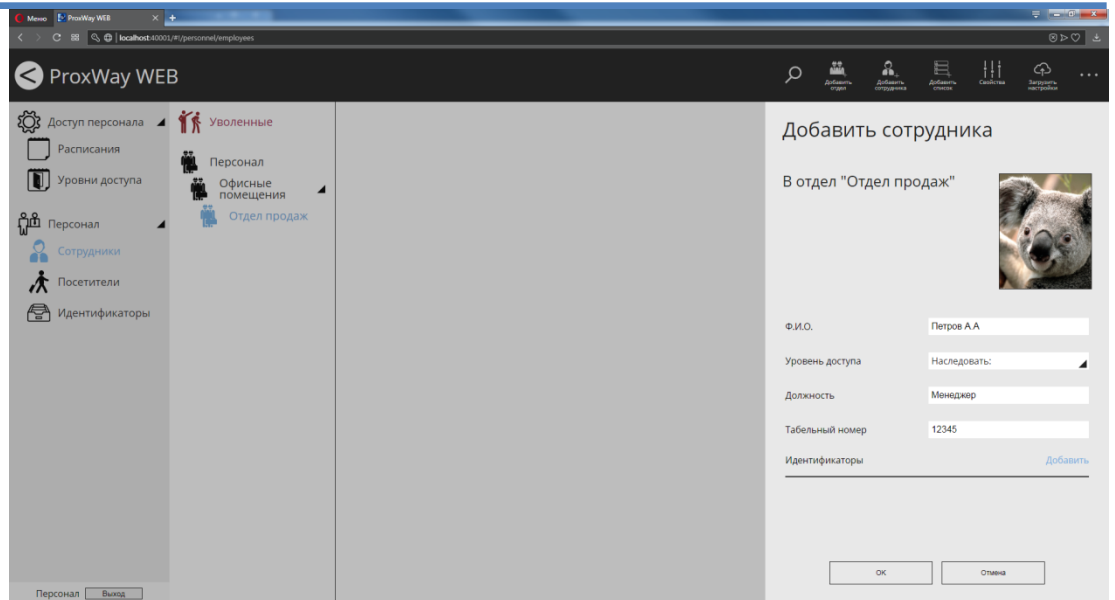 Меню
ProxWay WEB
localhost:40001/#!/personnel/employees
ProxWay WEB
Добавить отдел
Добавить сотрудника
Добавить список
Свойства
Загрузить настройки
Доступ персонала
Расписания
Уровни доступа
Персонал
Сотрудники
Посетители
Идентификаторы
Уволенные
Персонал
Офисные
помещения
Отдел продаж
Добавить сотрудника
В отдел "Отдел продаж"
Ф.И.О.
Петров А.А
Уровень доступа
Наследовать:
Должность
Менеджер
Табельный номер
12345
Идентификаторы
Добавить
ОК
Отмена
Персонал
Выход